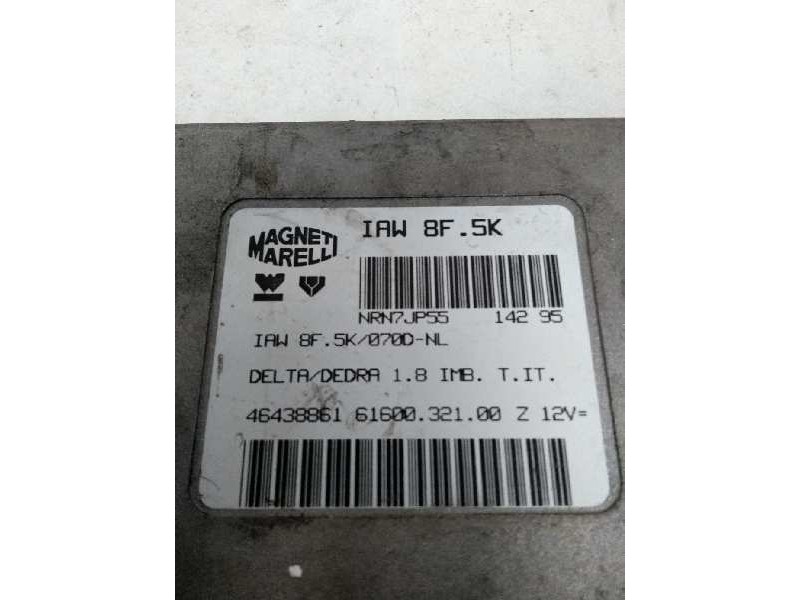 MAGNETI
MARELLI
IAW 8F.5K
NRN7JP55 142 95
IAW 8F.5K/070D-NL
DELTA/DEDRA 1.8 IMB. T.IT.
46438861 61600.321.00 Z 12V=